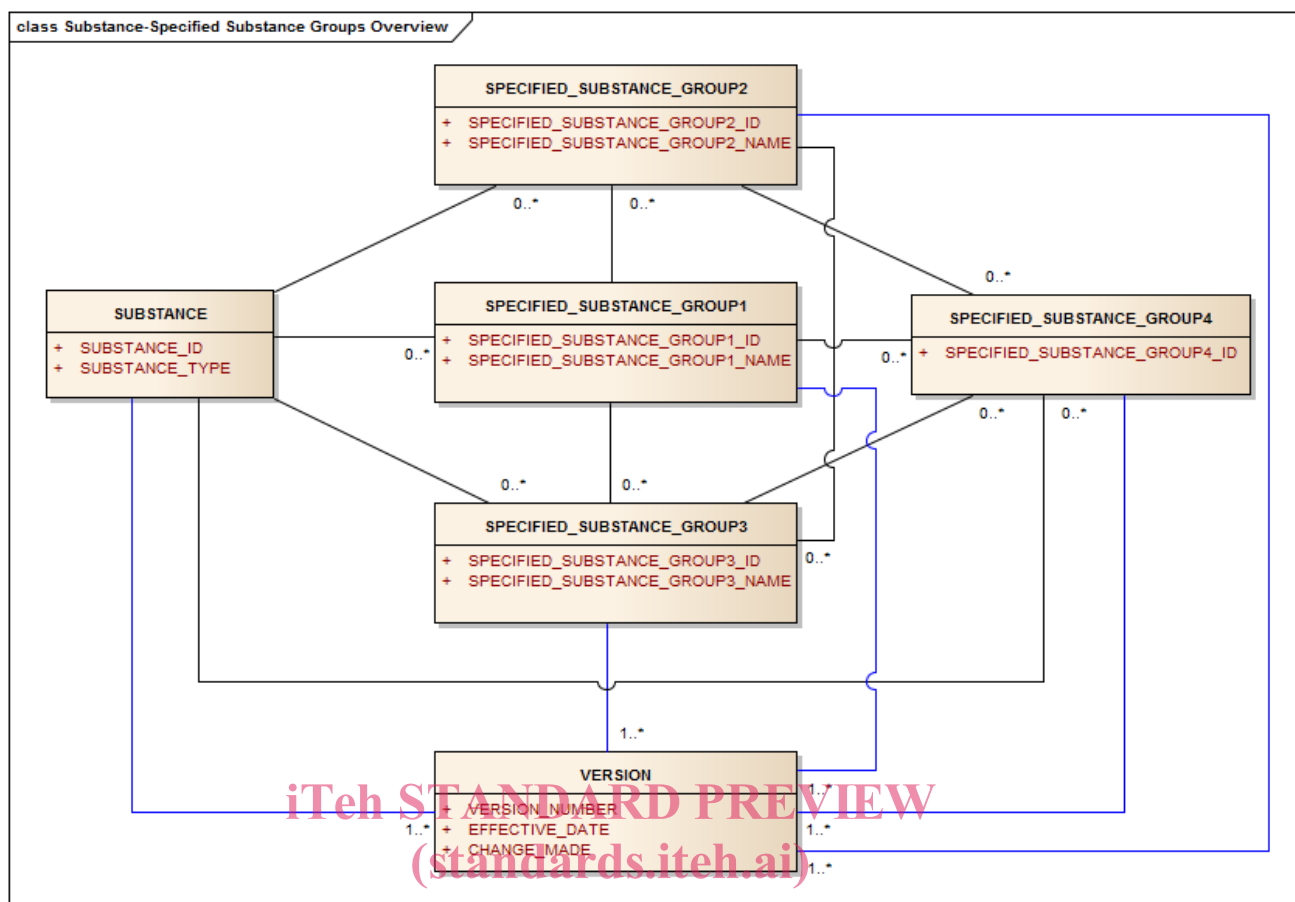 class Substance-Specified Substance Groups Overview
SPECIFIED_SUBSTANCE_GROUP2
+ SPECIFIED_SUBSTANCE_GROUP2_ID
+ SPECIFIED_SUBSTANCE_GROUP2_NAME
0..*
0..*
0..*
SUBSTANCE
+ SUBSTANCE_ID
+ SUBSTANCE_TYPE
0..*
SPECIFIED_SUBSTANCE_GROUP1
+ SPECIFIED_SUBSTANCE_GROUP1_ID
+ SPECIFIED_SUBSTANCE_GROUP1_NAME
0..*
SPECIFIED_SUBSTANCE_GROUP4
+ SPECIFIED_SUBSTANCE_GROUP4_ID
0..*
0..*
0..*
0..*
SPECIFIED_SUBSTANCE_GROUP3
+ SPECIFIED_SUBSTANCE_GROUP3_ID
+ SPECIFIED_SUBSTANCE_GROUP3_NAME
0..*
1..*
VERSION
+ VERSION_NUMBER
+ EFFECTIVE_DATE
+ CHANGE_MADE
1..*
1..*
1..*
1..*
iTeh STANDARD PREVIEW
(standards.iteh.ai)